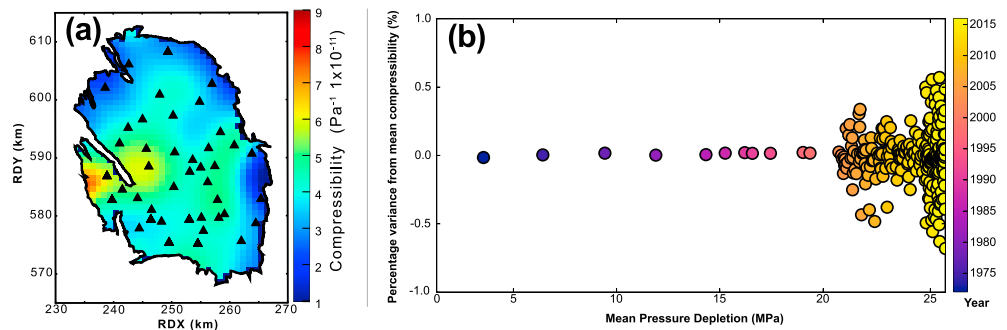 (a)
610
600
590
580
570
RDY (km)
230 240 250 260 270
RDX (km)
9
8
7
6
5
4
3
2
1
Compressibility (Pa⁻¹ 1x10⁻¹¹)
(b)
1.0
0.5
0.0
-0.5
-1.0
Percentage variance from mean compressibility (%)
0 5 10 15 20 25
Mean Pressure Depletion (MPa)
2015
2010
2005
2000
1995
1990
1985
1980
1975
Year